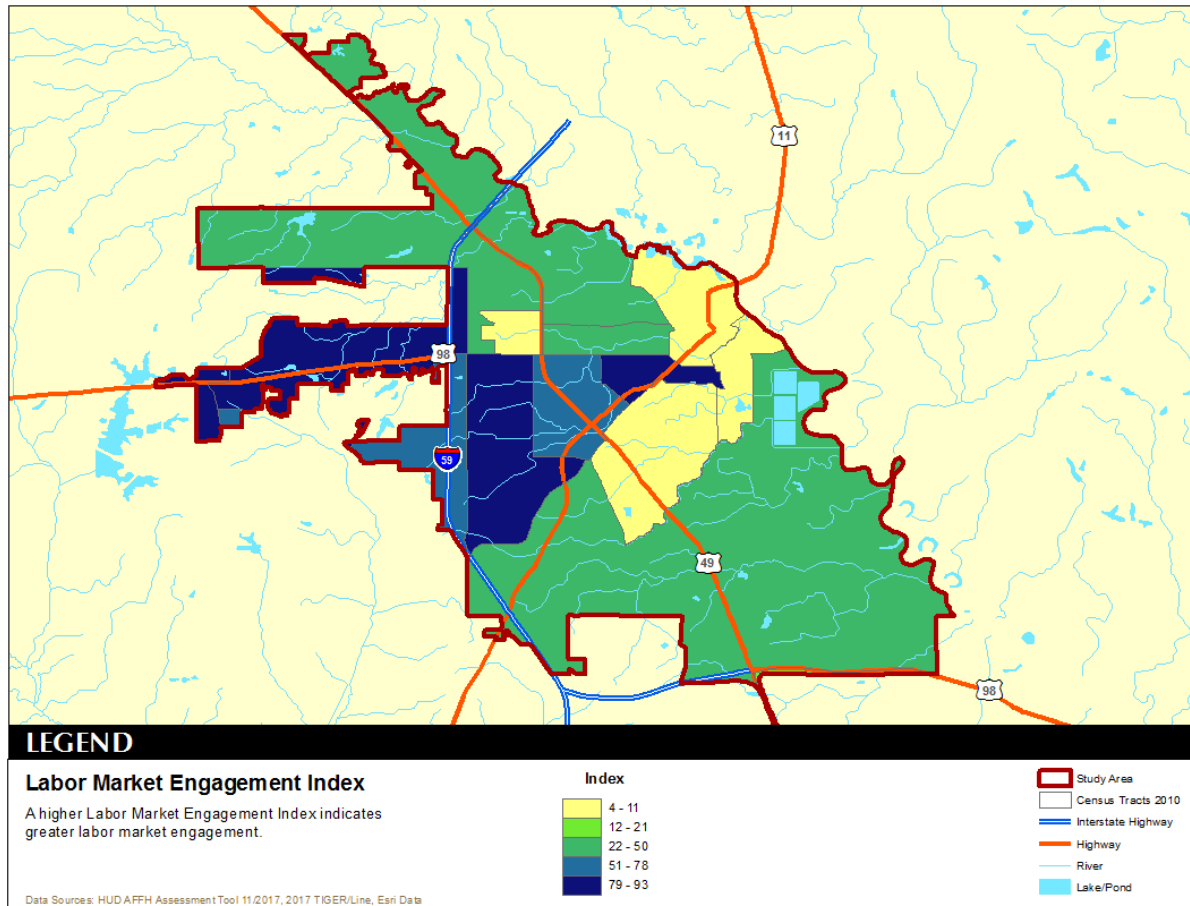 11
98
59
49
98
LEGEND
Labor Market Engagement Index
A higher Labor Market Engagement Index indicates
greater labor market engagement.
Data Sources: HUD AFFH Assessment Tool 11/2017, 2017 TIGER/Line, Esri Data
Index
4 - 11
12 - 21
22 - 50
51 - 78
79 - 93
Study Area
Census Tracts 2010
Interstate Highway
Highway
River
Lake/Pond